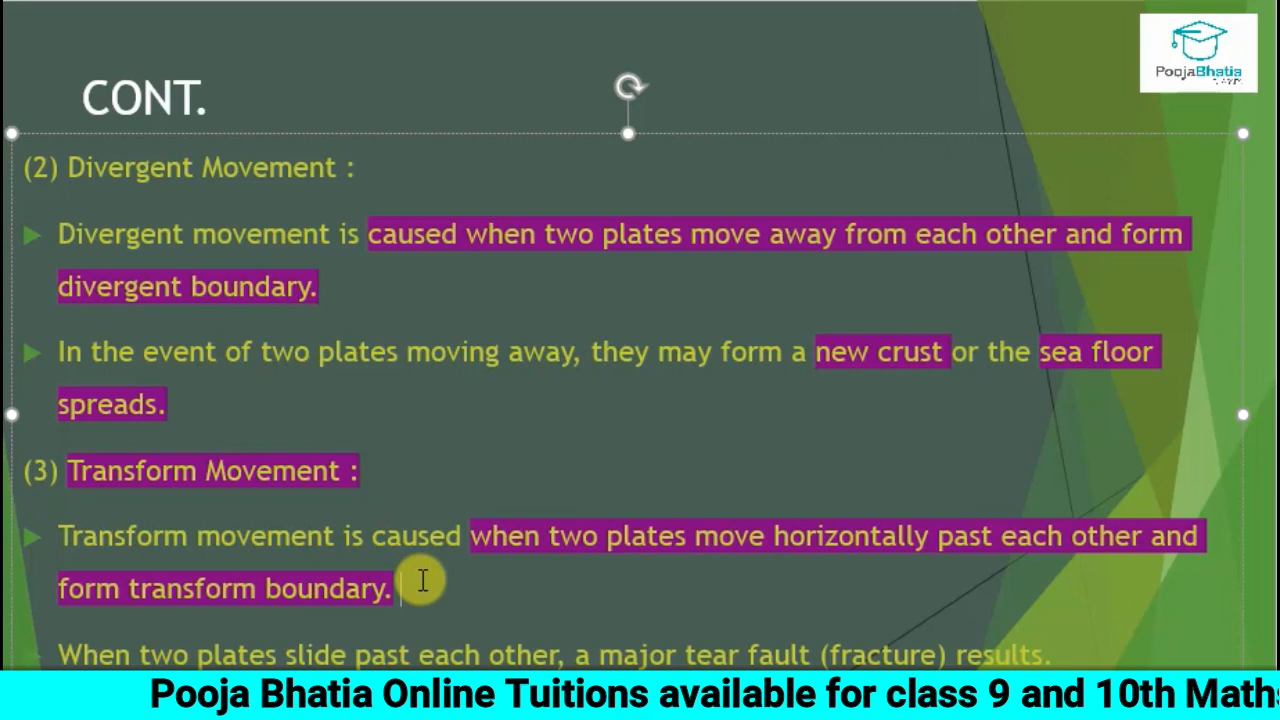 PoojaBhatia
CONT.
(2) Divergent Movement :
Divergent movement is caused when two plates move away from each other and form
divergent boundary.
In the event of two plates moving away, they may form a new crust or the sea floor
spreads.
(3) Transform Movement :
Transform movement is caused when two plates move horizontally past each other and
form transform boundary.
When two plates slide past each other, a major tear fault (fracture) results.
Pooja Bhatia Online Tuitions available for class 9 and 10th Maths